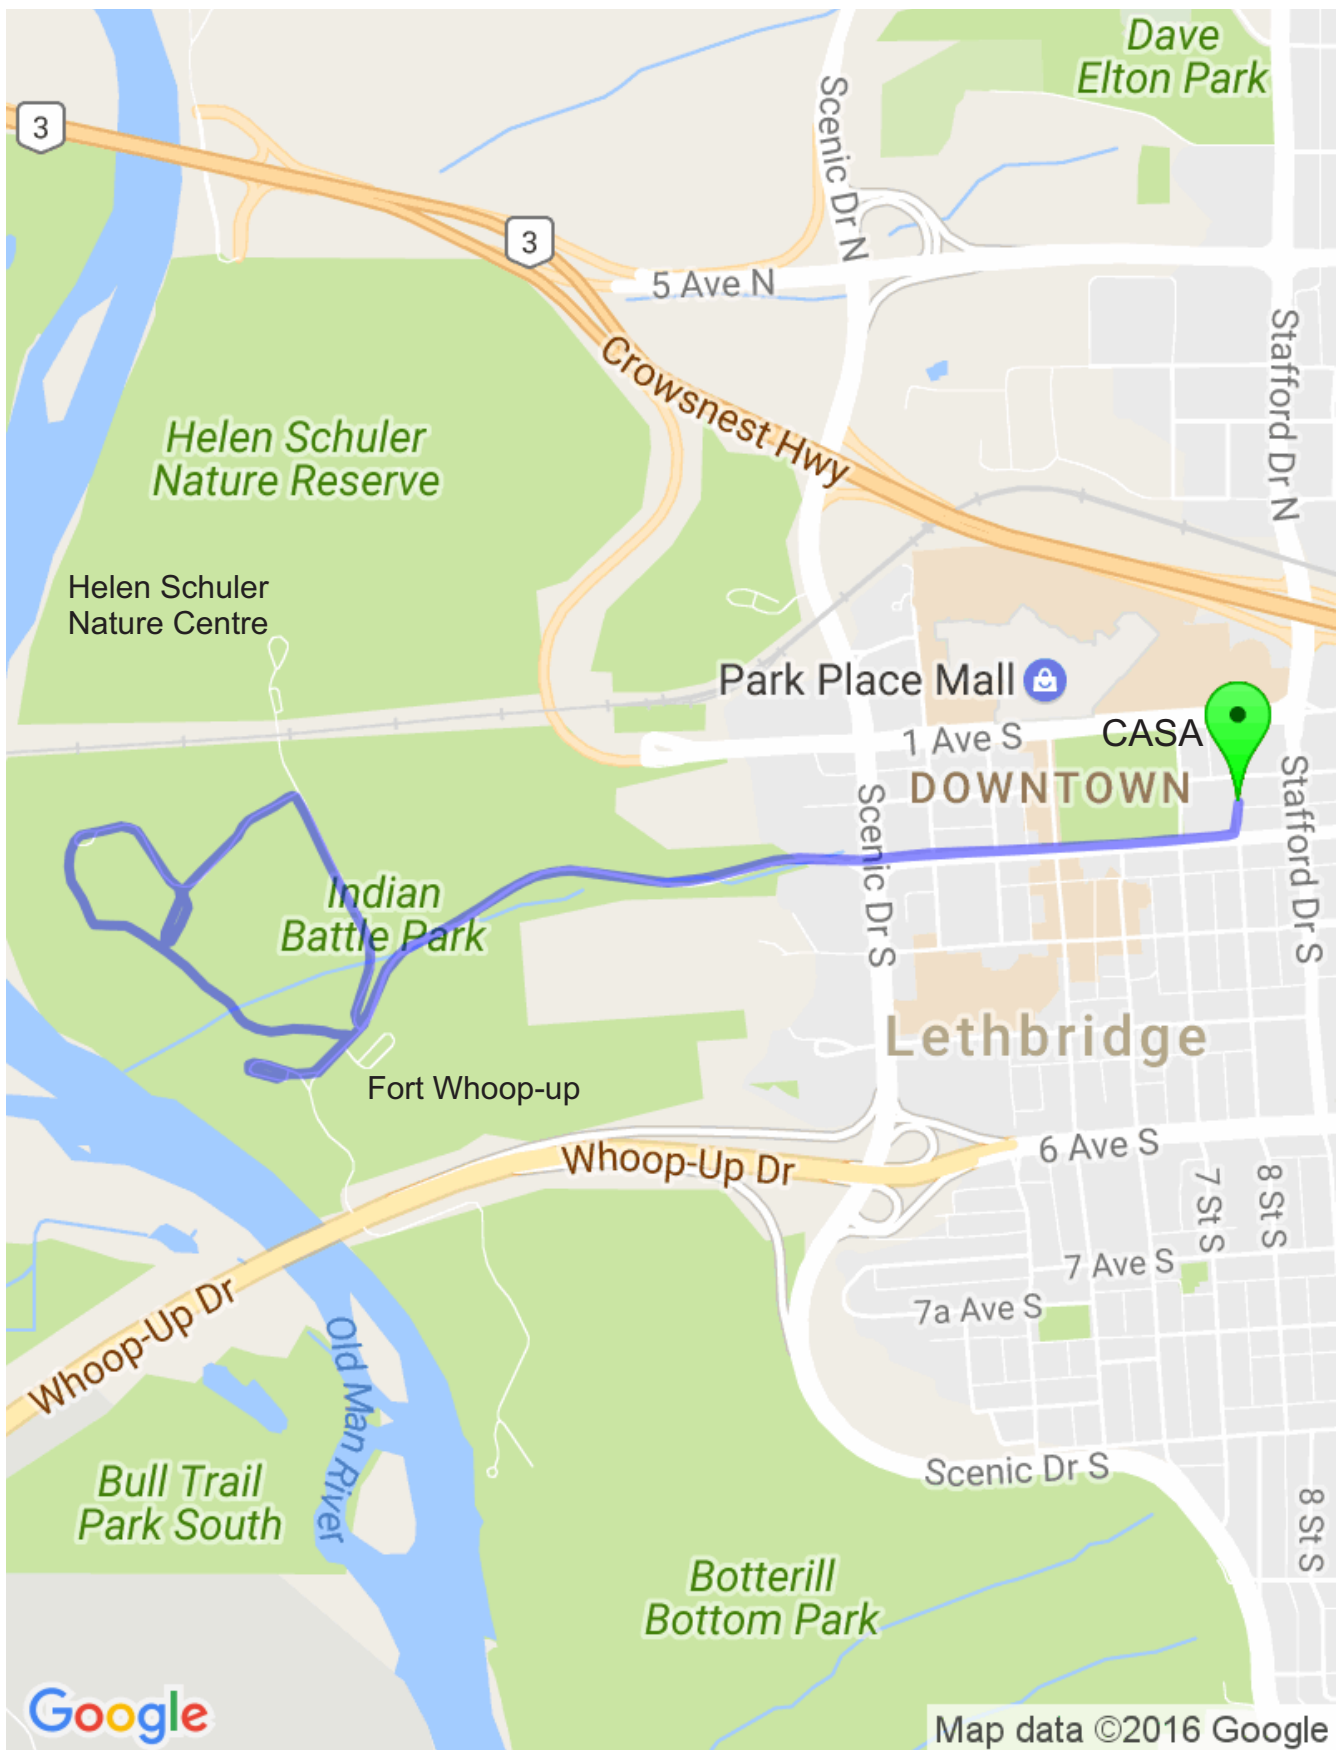 Dave
Elton Park
3
3
Scenic Dr N
5 Ave N
Crowsnest Hwy
Stafford Dr N
Helen Schuler
Nature Reserve
Helen Schuler
Nature Centre
Park Place Mall
1 Ave S
CASA
DOWNTOWN
Scenic Dr S
Stafford Dr S
Indian
Battle Park
Lethbridge
Fort Whoop-up
Whoop-Up Dr
6 Ave S
7 St S
8 St S
7 Ave S
7a Ave S
Whoop-Up Dr
Old Man River
Scenic Dr S
Bull Trail
Park South
8 St S
Botterill
Bottom Park
Google
Map data ©2016 Google